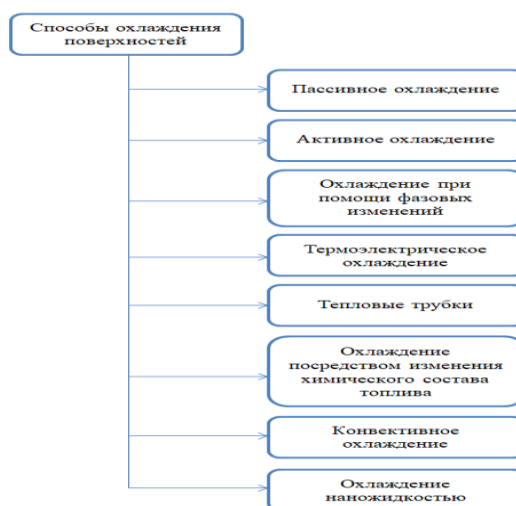 Способы охлаждения
поверхностей
Пассивное охлаждение
Активное охлаждение
Охлаждение при
помощи фазовых
изменений
Термоэлектрическое
охлаждение
Тепловые трубки
Охлаждение
посредством изменения
химического состава
топлива
Конвективное
охлаждение
Охлаждение
наножидкостью